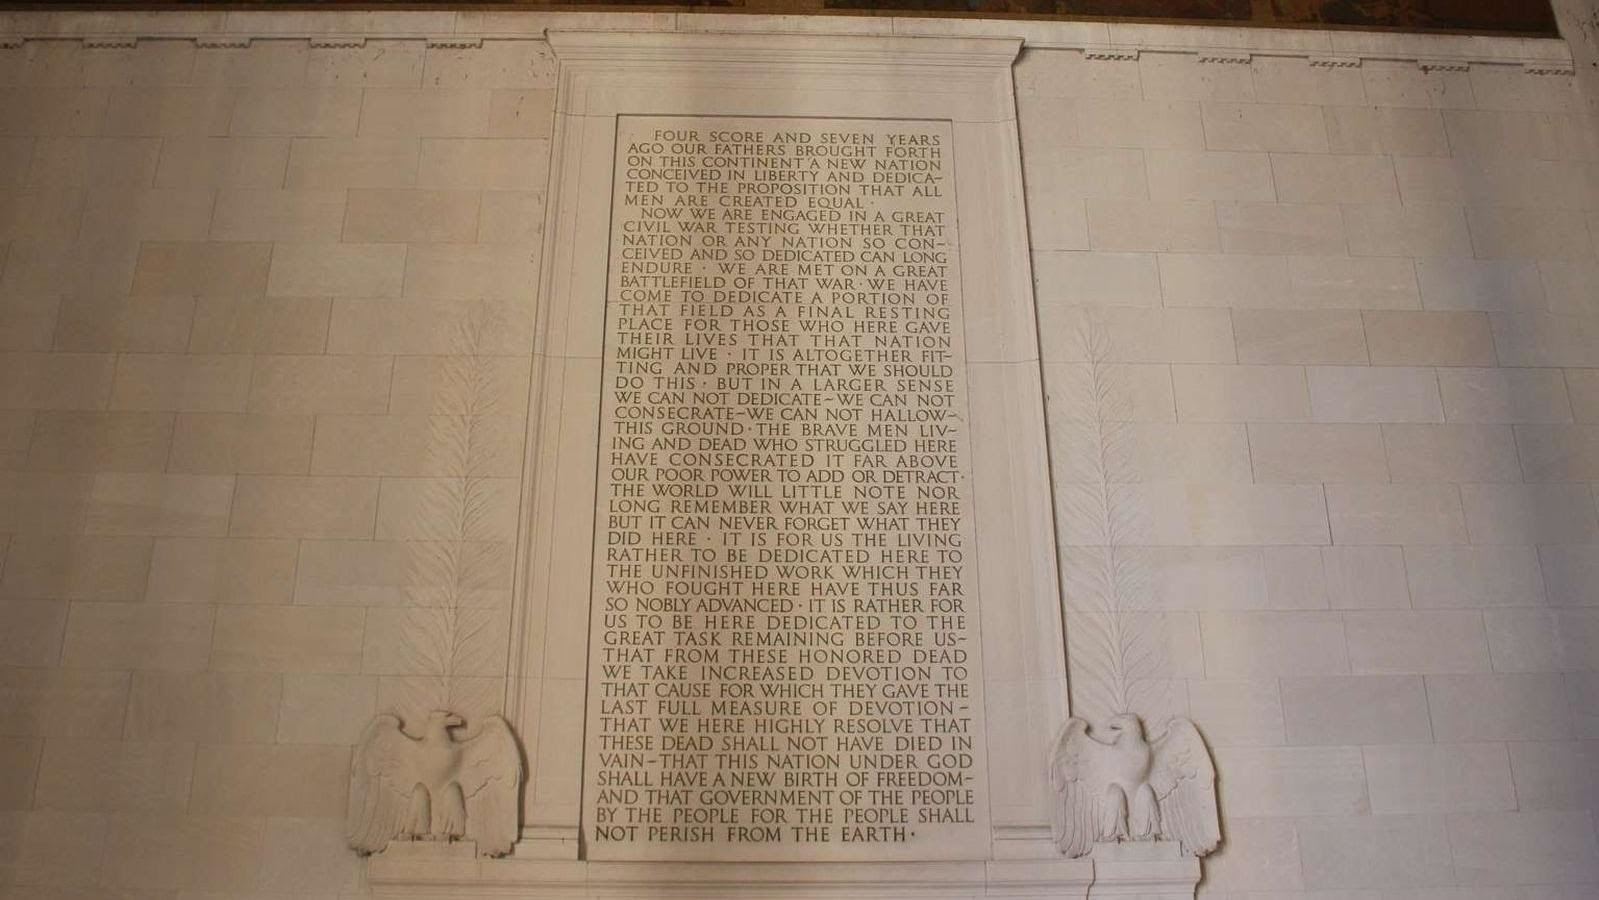 FOUR SCORE AND SEVEN YEARS
AGO OUR FATHERS BROUGHT FORTH
ON THIS CONTINENT A NEW NATION
CONCEIVED IN LIBERTY AND DEDICA–
TED TO THE PROPOSITION THAT ALL
MEN ARE CREATED EQUAL ·
NOW WE ARE ENGAGED IN A GREAT
CIVIL WAR TESTING WHETHER THAT
NATION OR ANY NATION SO CON–
CEIVED AND SO DEDICATED CAN LONG
ENDURE · WE ARE MET ON A GREAT
BATTLEFIELD OF THAT WAR · WE HAVE
COME TO DEDICATE A PORTION OF
THAT FIELD AS A FINAL RESTING
PLACE FOR THOSE WHO HERE GAVE
THEIR LIVES THAT THAT NATION
MIGHT LIVE · IT IS ALTOGETHER FIT–
TING AND PROPER THAT WE SHOULD
DO THIS · BUT IN A LARGER SENSE
WE CAN NOT DEDICATE–WE CAN NOT
CONSECRATE–WE CAN NOT HALLOW–
THIS GROUND · THE BRAVE MEN LIV–
ING AND DEAD WHO STRUGGLED HERE
HAVE CONSECRATED IT FAR ABOVE
OUR POOR POWER TO ADD OR DETRACT ·
THE WORLD WILL LITTLE NOTE NOR
LONG REMEMBER WHAT WE SAY HERE
BUT IT CAN NEVER FORGET WHAT THEY
DID HERE · IT IS FOR US THE LIVING
RATHER TO BE DEDICATED HERE TO
THE UNFINISHED WORK WHICH THEY
WHO FOUGHT HERE HAVE THUS FAR
SO NOBLY ADVANCED · IT IS RATHER FOR
US TO BE HERE DEDICATED TO THE
GREAT TASK REMAINING BEFORE US–
THAT FROM THESE HONORED DEAD
WE TAKE INCREASED DEVOTION TO
THAT CAUSE FOR WHICH THEY GAVE THE
LAST FULL MEASURE OF DEVOTION –
THAT WE HERE HIGHLY RESOLVE THAT
THESE DEAD SHALL NOT HAVE DIED IN
VAIN–THAT THIS NATION UNDER GOD
SHALL HAVE A NEW BIRTH OF FREEDOM–
AND THAT GOVERNMENT OF THE PEOPLE
BY THE PEOPLE FOR THE PEOPLE SHALL
NOT PERISH FROM THE EARTH ·